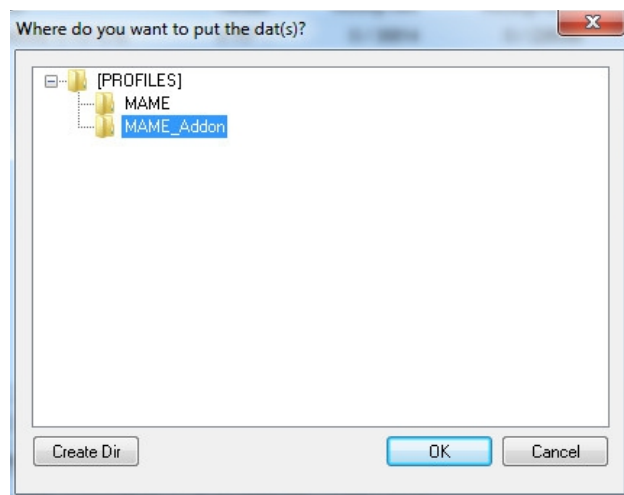 Where do you want to put the dat(s)?
[PROFILES]
MAME
MAME_Addon
Create Dir
OK
Cancel